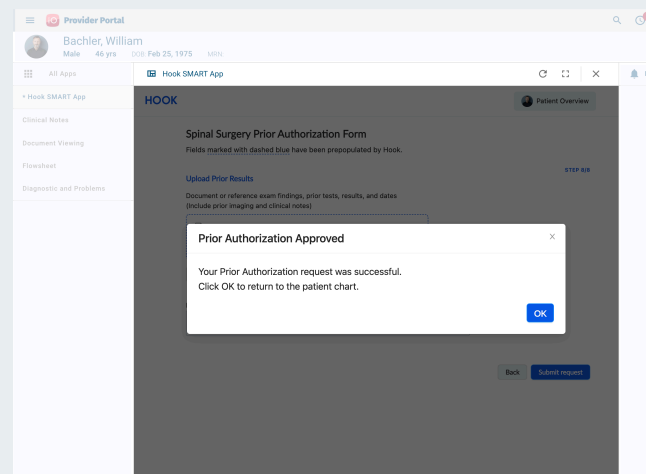 Provider Portal
Bachler, William
Male 46 yrs DOB: Feb 25, 1975 MRN:
All Apps
Hook SMART App
Hook SMART App
Clinical Notes
Document Viewing
Flowsheet
Diagnostic and Problems
HOOK
Patient Overview
Spinal Surgery Prior Authorization Form
Fields marked with dashed blue have been prepopulated by Hook.
STEP 6/6
Upload Prior Results
Document or reference exam findings, prior tests, results, and dates
(Include prior imaging and clinical notes)
Prior Authorization Approved
Your Prior Authorization request was successful.
Click OK to return to the patient chart.
OK
Back
Submit request